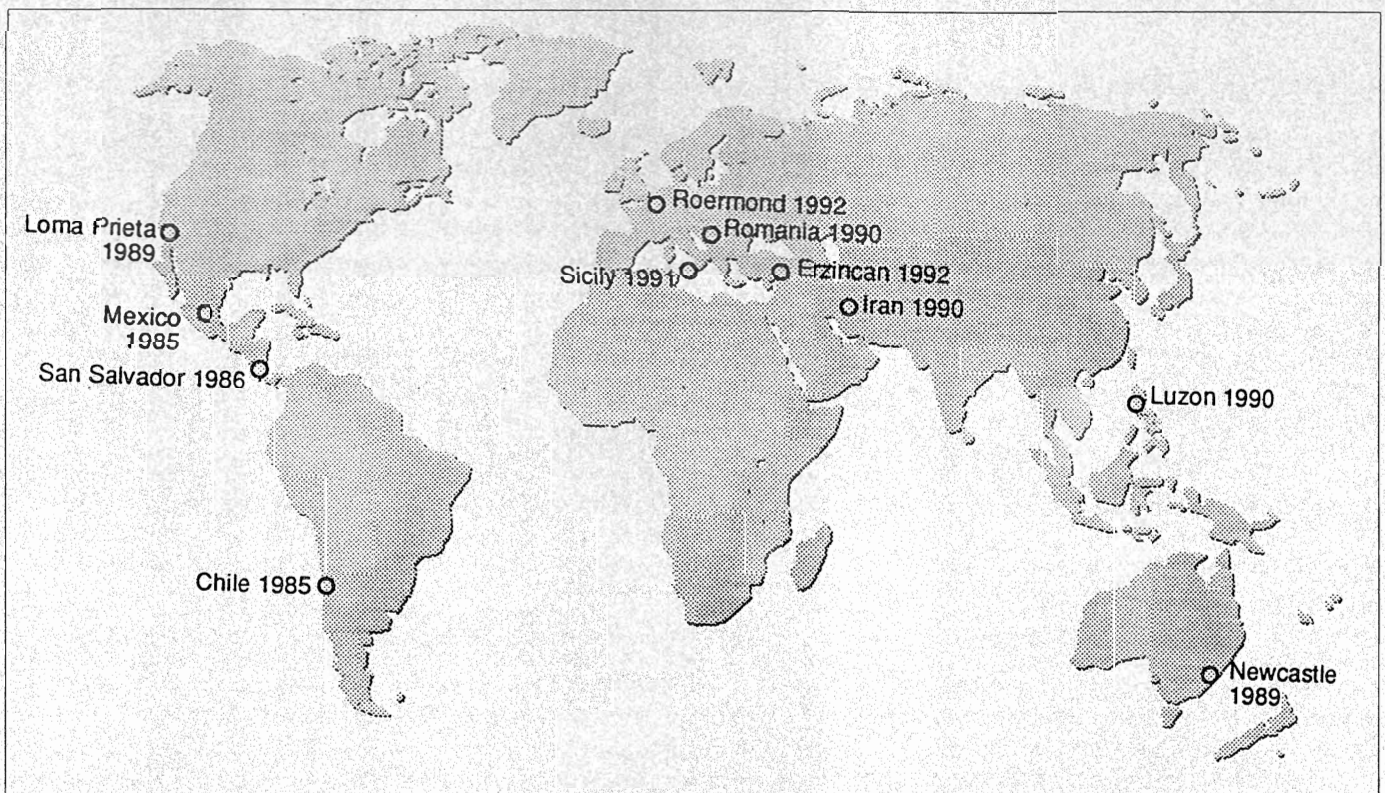 Roermond 1992
Loma Prieta
1989
Romania 1990
Sicily 1991
Erzincan 1992
Iran 1990
Mexico
1985
San Salvador 1986
Luzon 1990
Chile 1985
Newcastle
1989